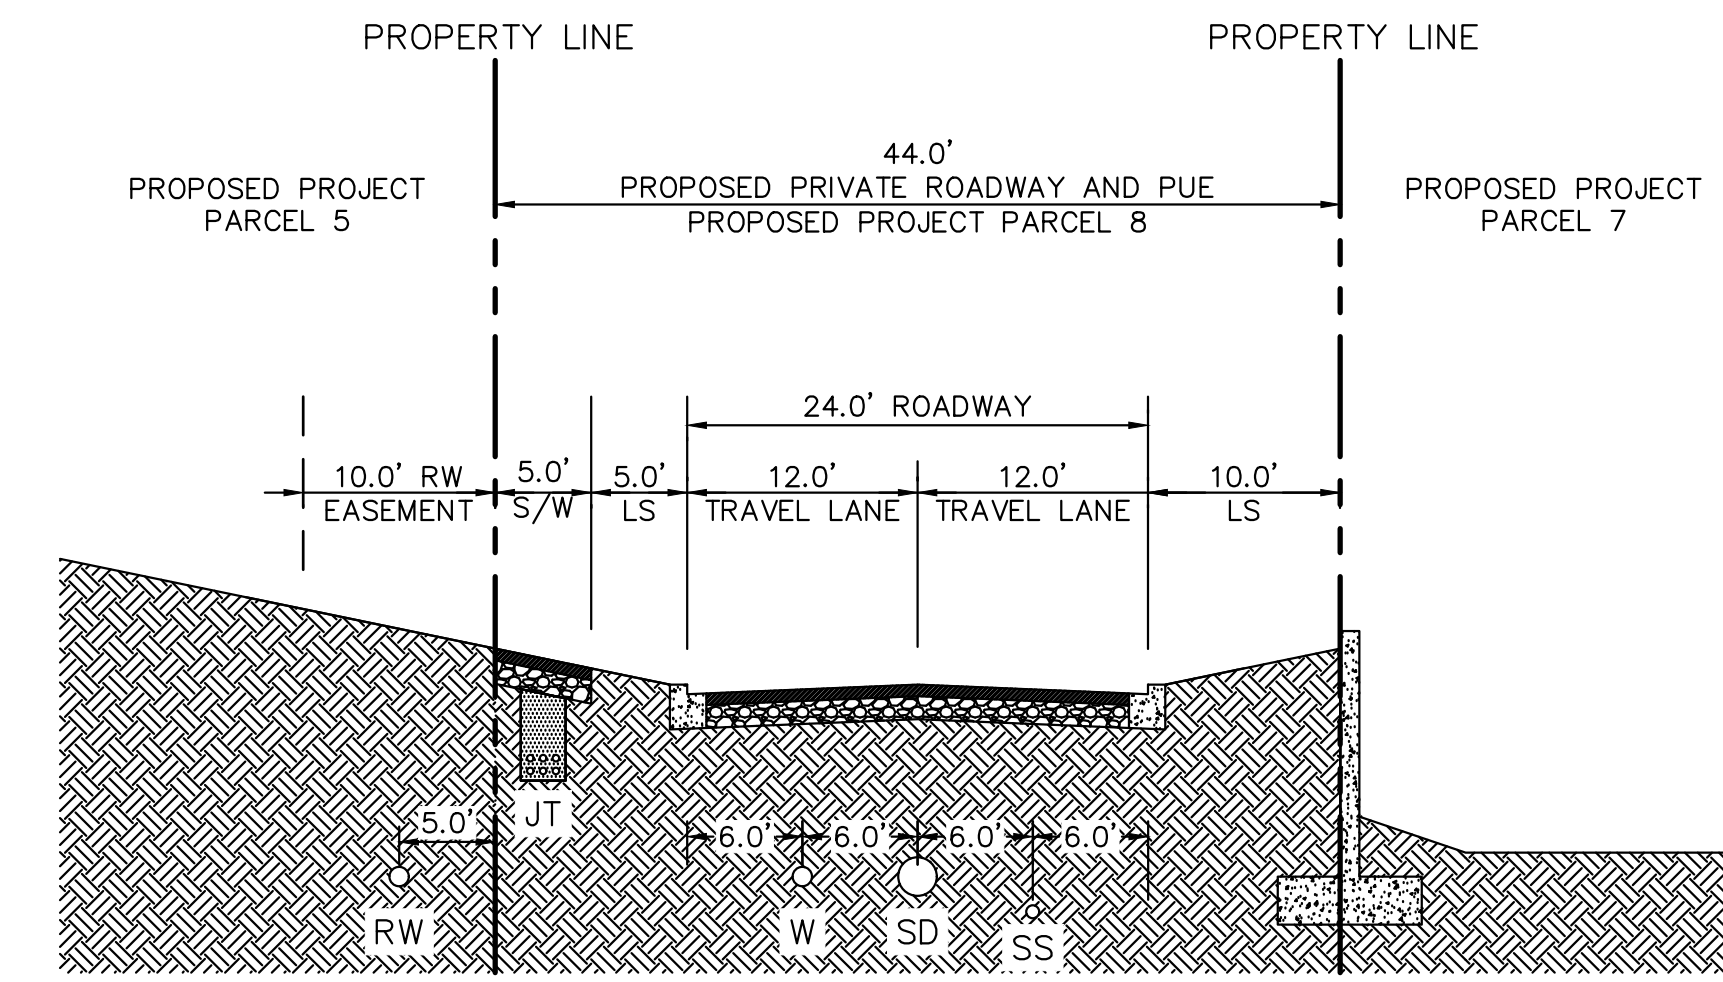 PROPERTY LINE
PROPERTY LINE
PROPOSED PROJECT
PARCEL 5
44.0'
PROPOSED PRIVATE ROADWAY AND PUE
PROPOSED PROJECT PARCEL 8
PROPOSED PROJECT
PARCEL 7
24.0' ROADWAY
10.0' RW
EASEMENT
5.0'
S/W
5.0'
LS
12.0'
TRAVEL LANE
12.0'
TRAVEL LANE
10.0'
LS
5.0'
JT
6.0'
6.0'
6.0'
6.0'
RW
W
SD
SS